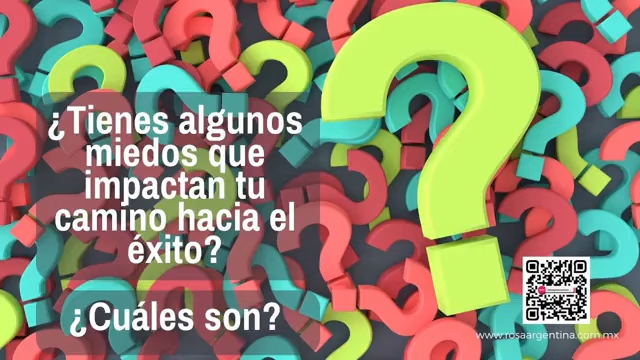 ¿Tienes algunos
miedos que
impactan tu
camino hacia el
éxito?
¿Cuáles son?
www.rosaargentina.com.mx